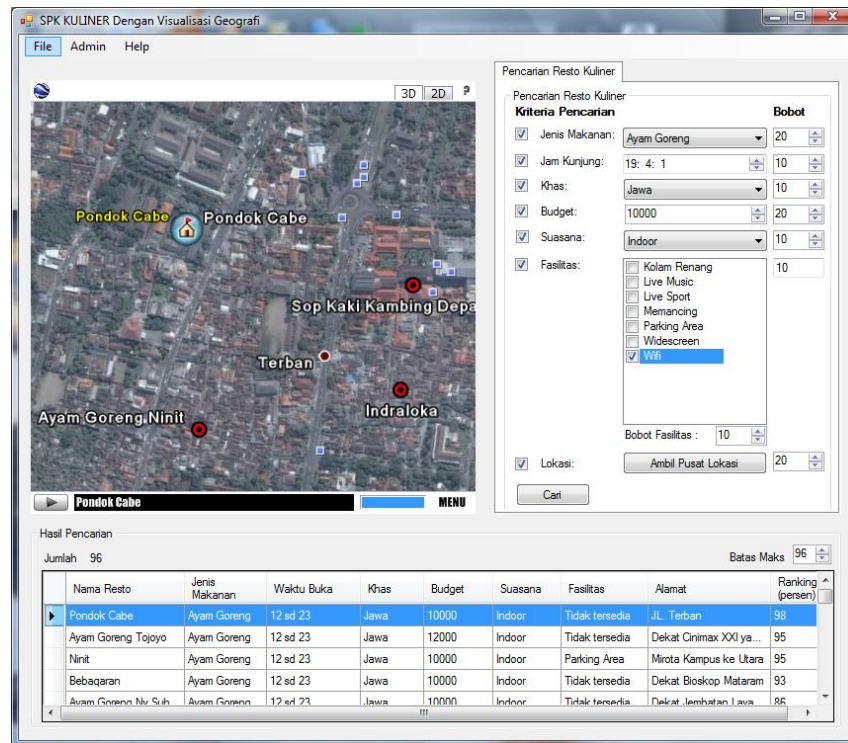 SPK KULINER Dengan Visualisasi Geografi
File Admin Help
3D 2D ?
Pondok Cabe Pondok Cabe
Sop Kaki Kambing Depa
Terban
Indraloka
Ayam Goreng Ninit
Pondok Cabe MENU
Pencarian Resto Kuliner
Pencarian Resto Kuliner
Kriteria Pencarian Bobot
Jenis Makanan: Ayam Goreng 20
Jam Kunjung: 19: 4: 1 10
Khas: Jawa 10
Budget: 10000 20
Suasana: Indoor 10
Fasilitas: Kolam Renang 10
Live Music
Live Sport
Memancing
Parking Area
Widescreen
Wifi
Bobot Fasilitas : 10
Lokasi: Ambil Pusat Lokasi 20
Cari
Hasil Pencarian
Jumlah 96 Batas Maks 96
Nama Resto Jenis Makanan Waktu Buka Khas Budget Suasana Fasilitas Alamat Ranking (persen)
Pondok Cabe Ayam Goreng 12 sd 23 Jawa 10000 Indoor Tidak tersedia JL. Terban 98
Ayam Goreng Tojoyo Ayam Goreng 12 sd 23 Jawa 12000 Indoor Tidak tersedia Dekat Cinimax XXI ya... 95
Ninit Ayam Goreng 12 sd 23 Jawa 10000 Indoor Parking Area Mirota Kampus ke Utara 95
Bebaqaran Ayam Goreng 12 sd 23 Jawa 10000 Indoor Tidak tersedia Dekat Bioskop Mataram 93
Ayam Goreng Ny Suh Ayam Goreng 12 sd 23 Jawa 10000 Indoor Tidak tersedia Dekat Jembatan Laya 86